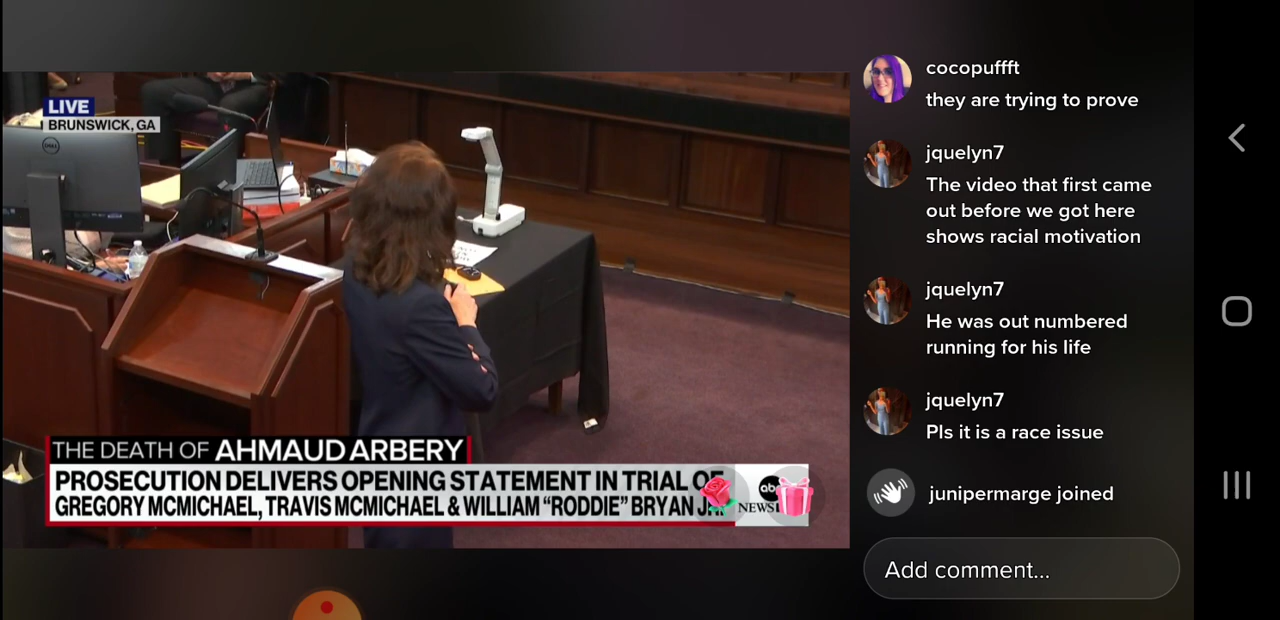 LIVE
BRUNSWICK, GA
DELL
THE DEATH OF AHMAUD ARBERY
PROSECUTION DELIVERS OPENING STATEMENT IN TRIAL OF
GREGORY MCMICHAEL, TRAVIS MCMICHAEL & WILLIAM “RODDIE” BRYAN JR.
abc
NEWS
cocopuffft
they are trying to prove
jquelyn7
The video that first came
out before we got here
shows racial motivation
jquelyn7
He was out numbered
running for his life
jquelyn7
Pls it is a race issue
junipermarge joined
Add comment...